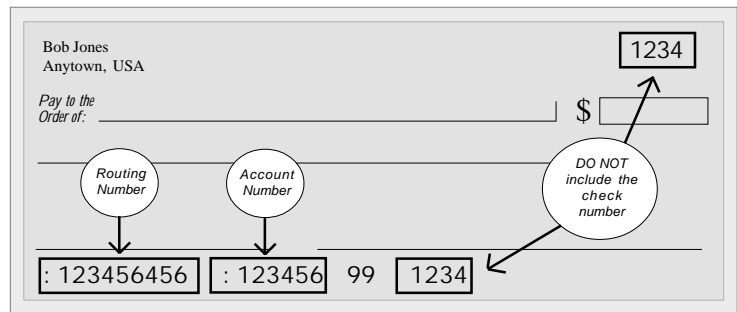 Bob Jones
Anytown, USA
1234
Pay to the
Order of:
$
Routing
Number
Account
Number
DO NOT
include the
check
number
: 123456456 : 123456 99 1234